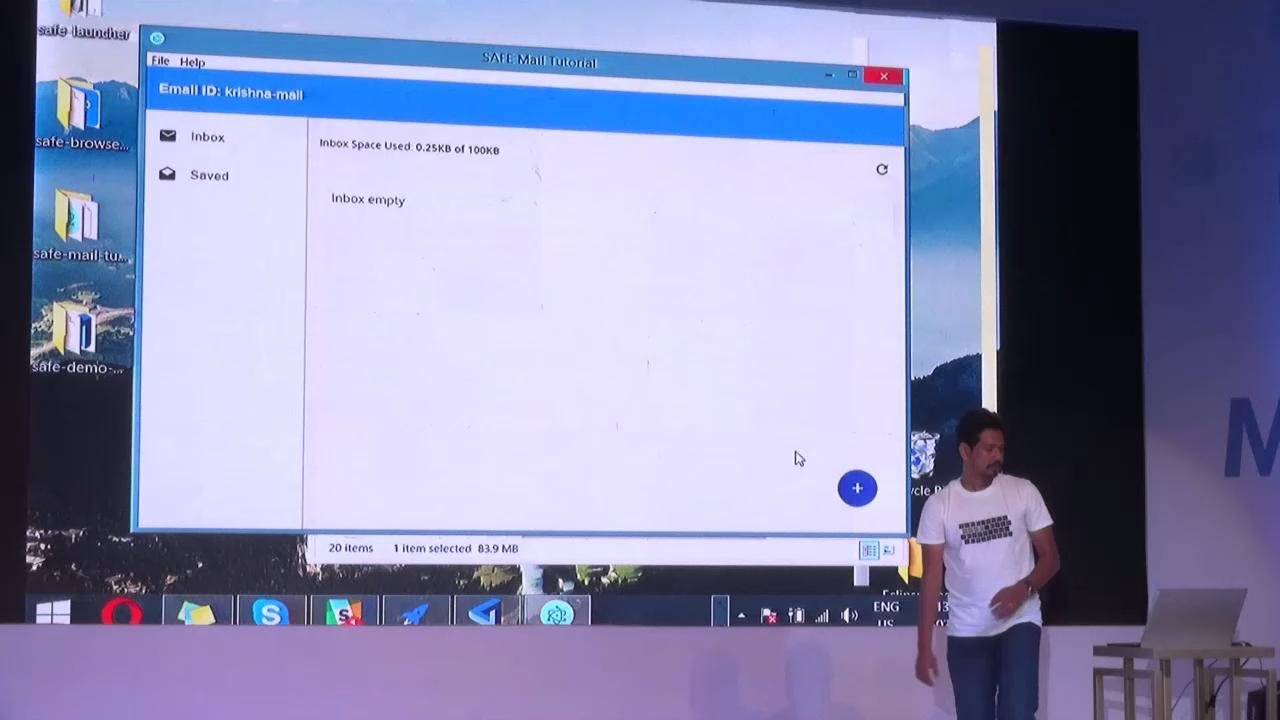 safe-launcher
SAFE Mail Tutorial
File Help
Email ID: krishna-mail
safe-browse...
Inbox
Inbox Space Used: 0.25KB of 100KB
Saved
Inbox empty
safe-mail-tu...
safe-demo-...
M
+
20 items 1 item selected 83.9 MB
ENG
US